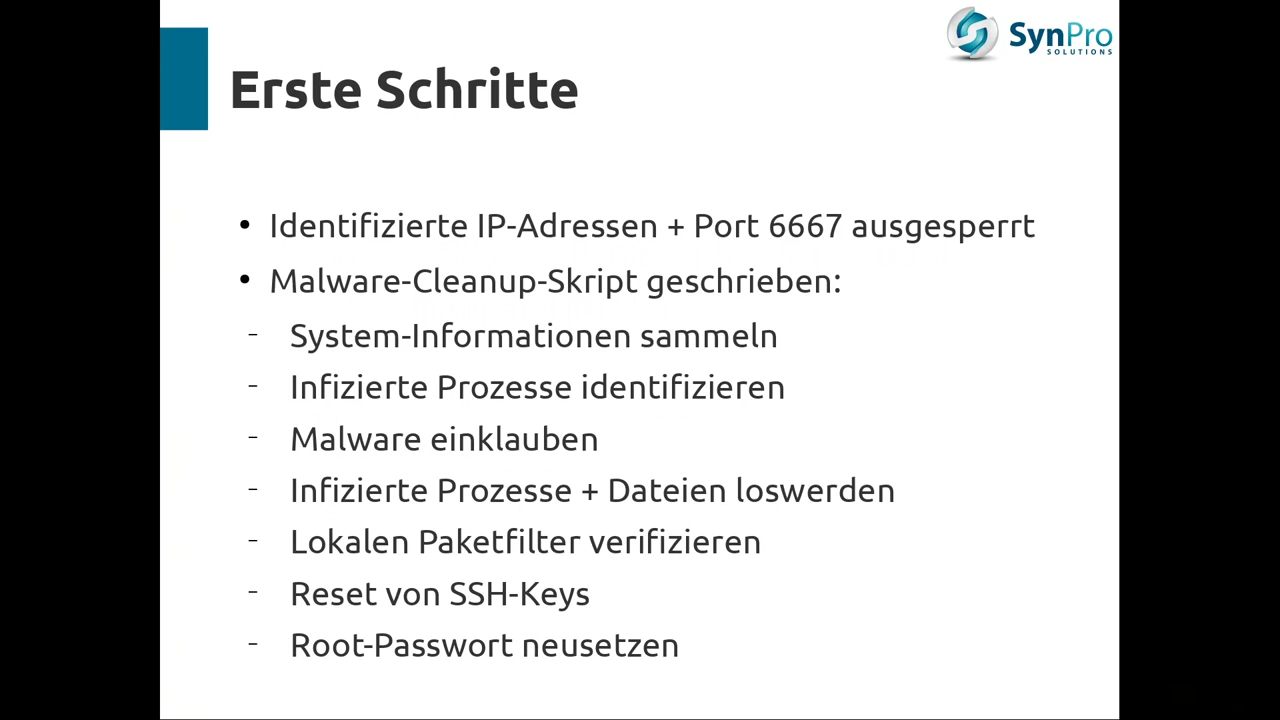 SynPro
SOLUTIONS
Erste Schritte
• Identifizierte IP-Adressen + Port 6667 ausgesperrt
• Malware-Cleanup-Skript geschrieben:
- System-Informationen sammeln
- Infizierte Prozesse identifizieren
- Malware einklauben
- Infizierte Prozesse + Dateien loswerden
- Lokalen Paketfilter verifizieren
- Reset von SSH-Keys
- Root-Passwort neusetzen